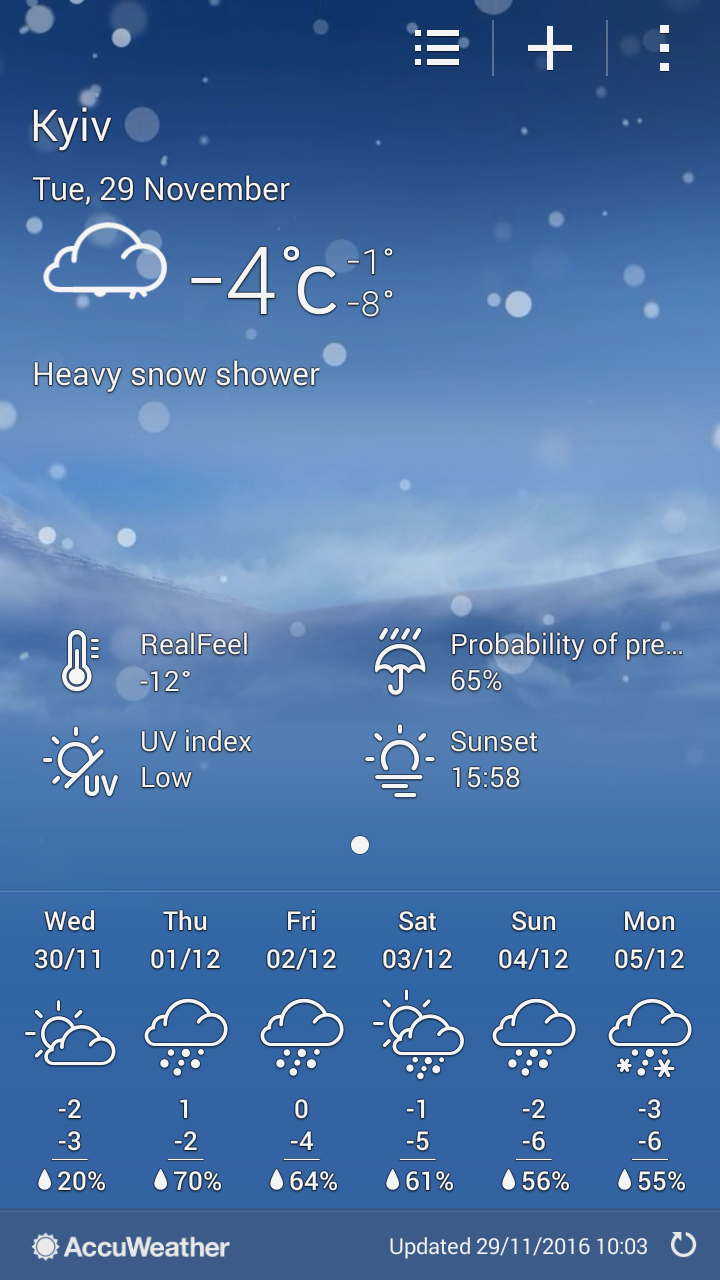 Kyiv
Tue, 29 November
-4°c
-1°
-8°
Heavy snow shower
RealFeel
-12°
Probability of pre...
65%
UV
UV index
Low
Sunset
15:58
Wed Thu Fri Sat Sun Mon
30/11 01/12 02/12 03/12 04/12 05/12
-2 1 0 -1 -2 -3
-3 -2 -4 -5 -6 -6
20% 70% 64% 61% 56% 55%
AccuWeather Updated 29/11/2016 10:03